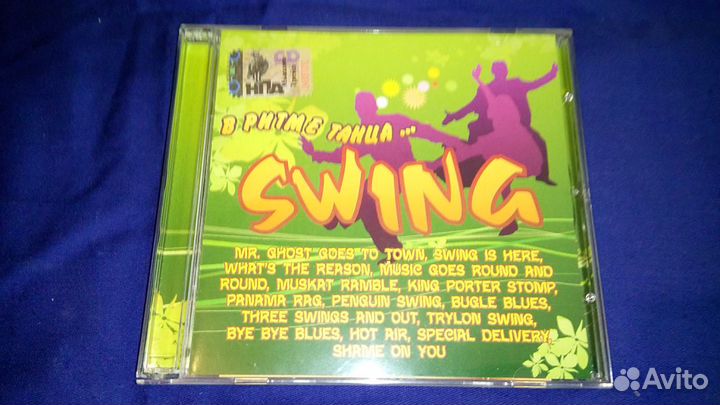 НПА
В РИТМЕ ТАНЦА ...
SWING
MR. GHOST GOES TO TOWN, SWING IS HERE,
WHAT'S THE REASON, MUSIC GOES ROUND AND
ROUND, MUSKAT RAMBLE, KING PORTER STOMP,
PANAMA RAG, PENGUIN SWING, BUGLE BLUES,
THREE SWINGS AND OUT, TRYLON SWING,
BYE BYE BLUES, HOT AIR, SPECIAL DELIVERY,
SHAME ON YOU
Avito